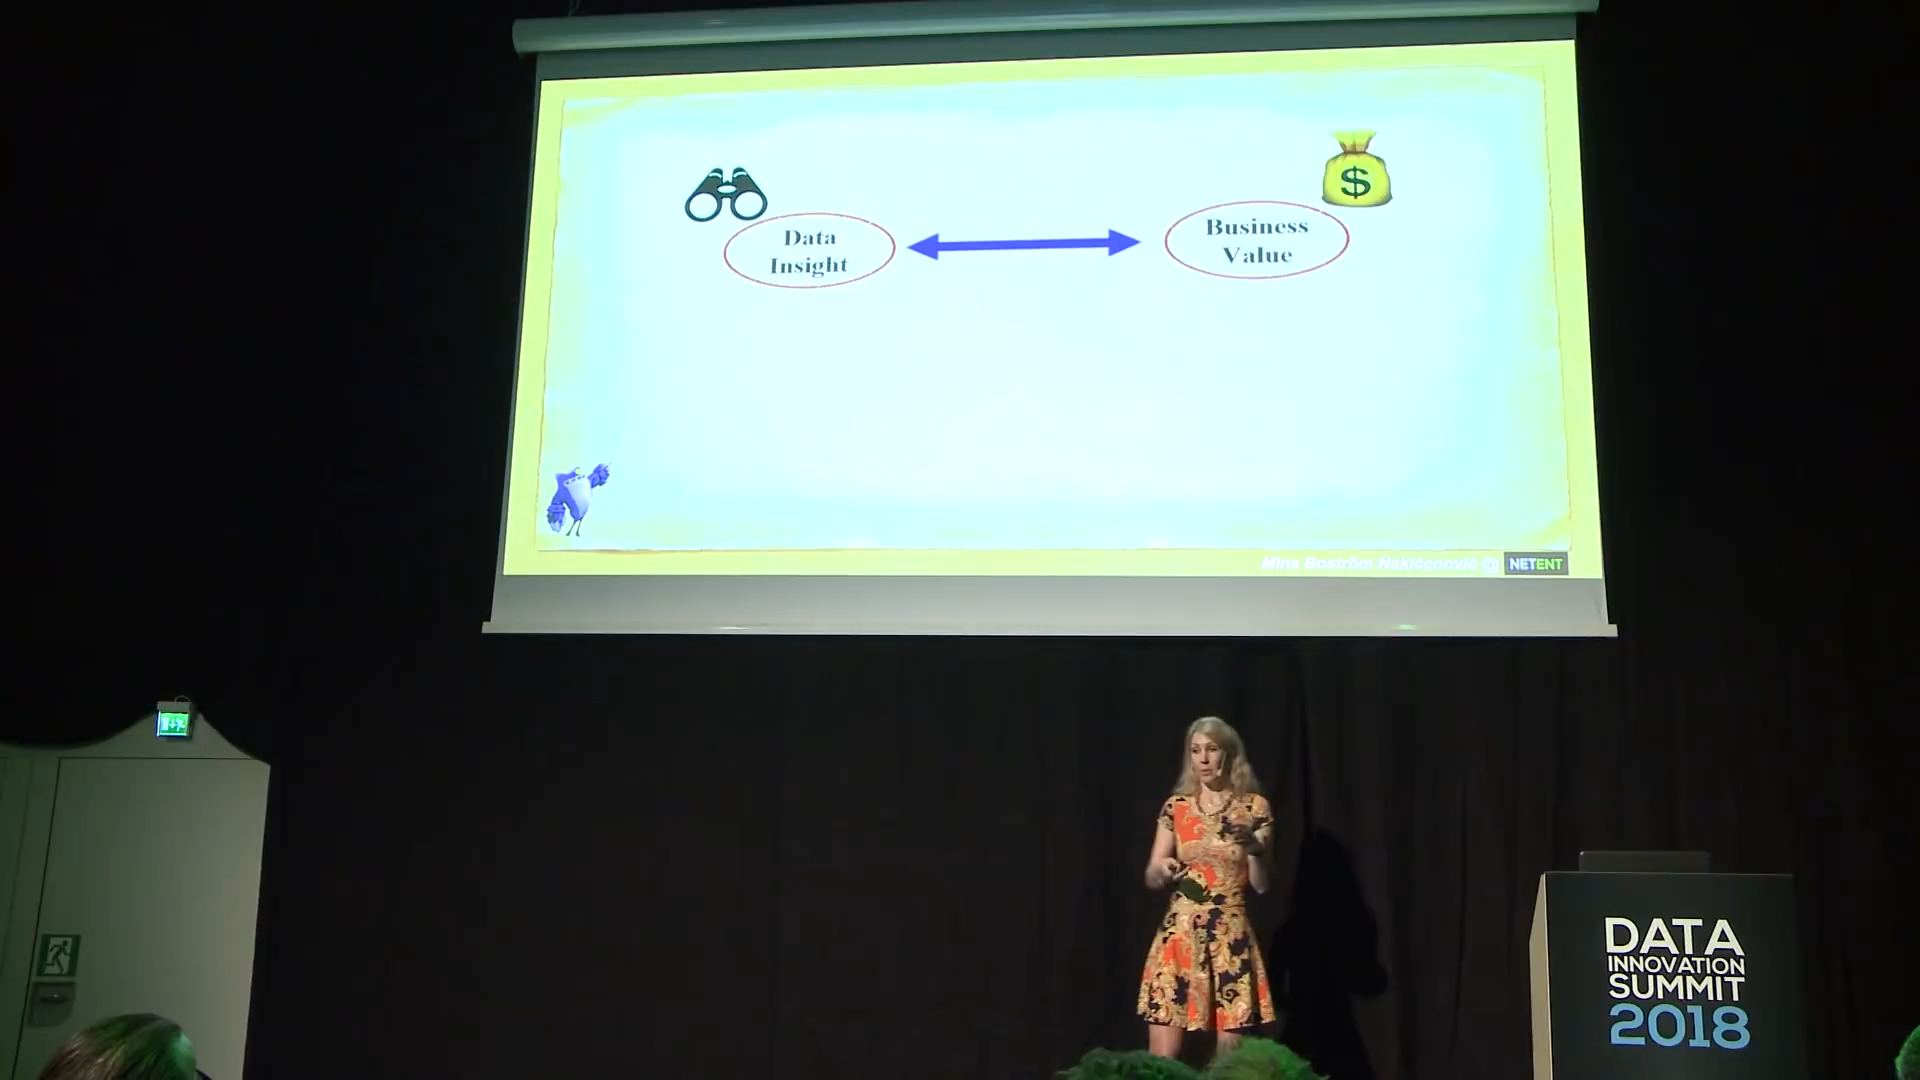 Data
Insight
Business
Value
$
Mina Boström Nakićenović @ NETENT
DATA
INNOVATION
SUMMIT
2018